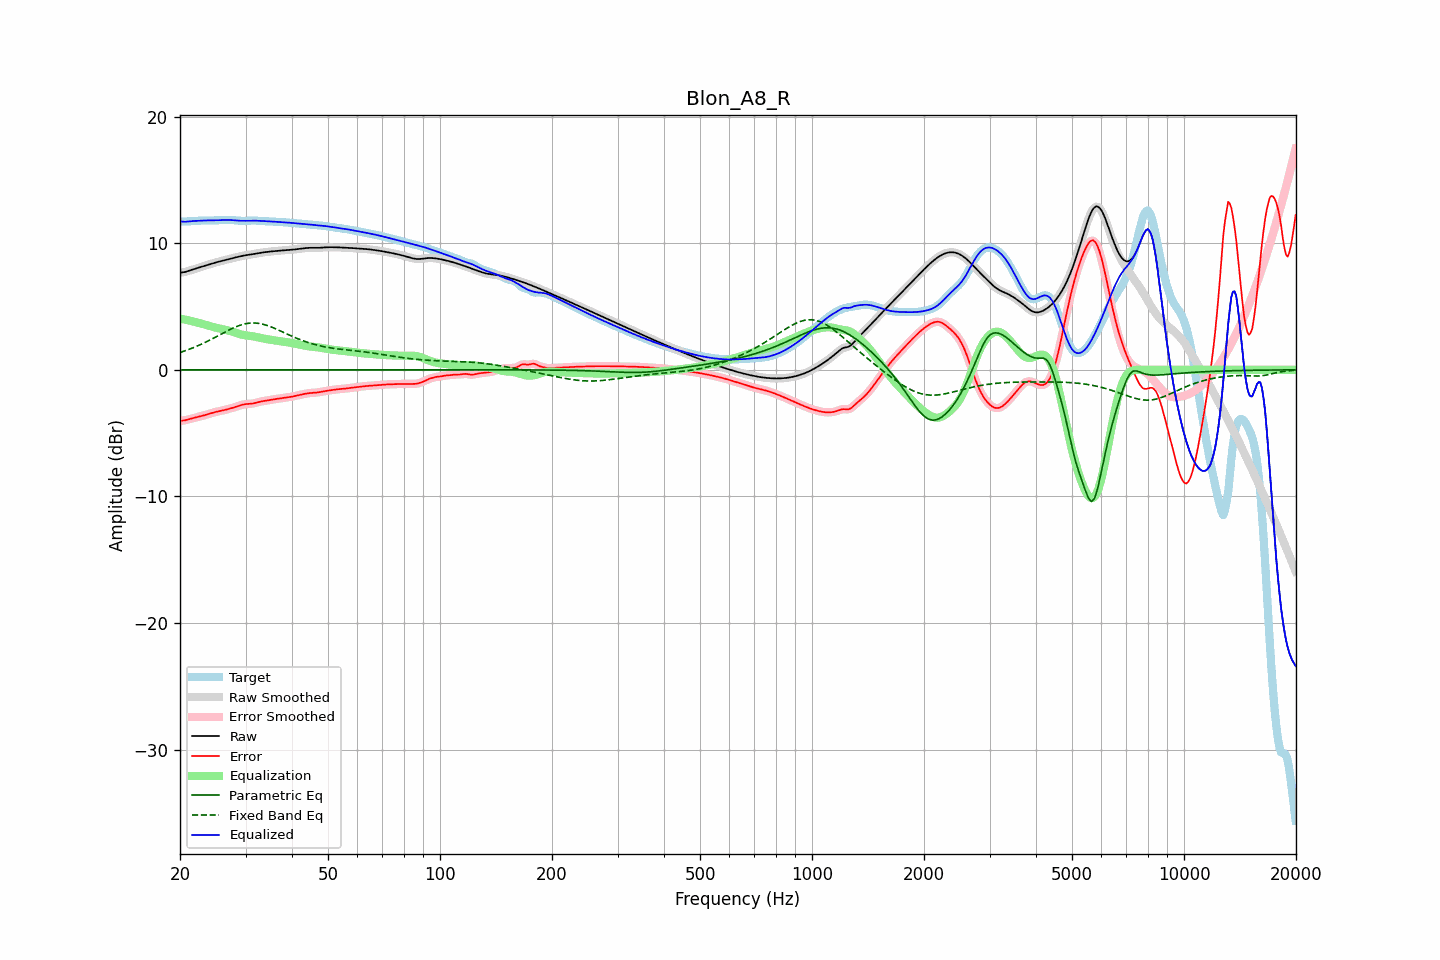 Blon_A8_R
20
10
0
−10
−20
−30
Amplitude (dBr)
Target
Raw Smoothed
Error Smoothed
Raw
Error
Equalization
Parametric Eq
Fixed Band Eq
Equalized
20 50 100 200 500 1000 2000 5000 10000 20000
Frequency (Hz)